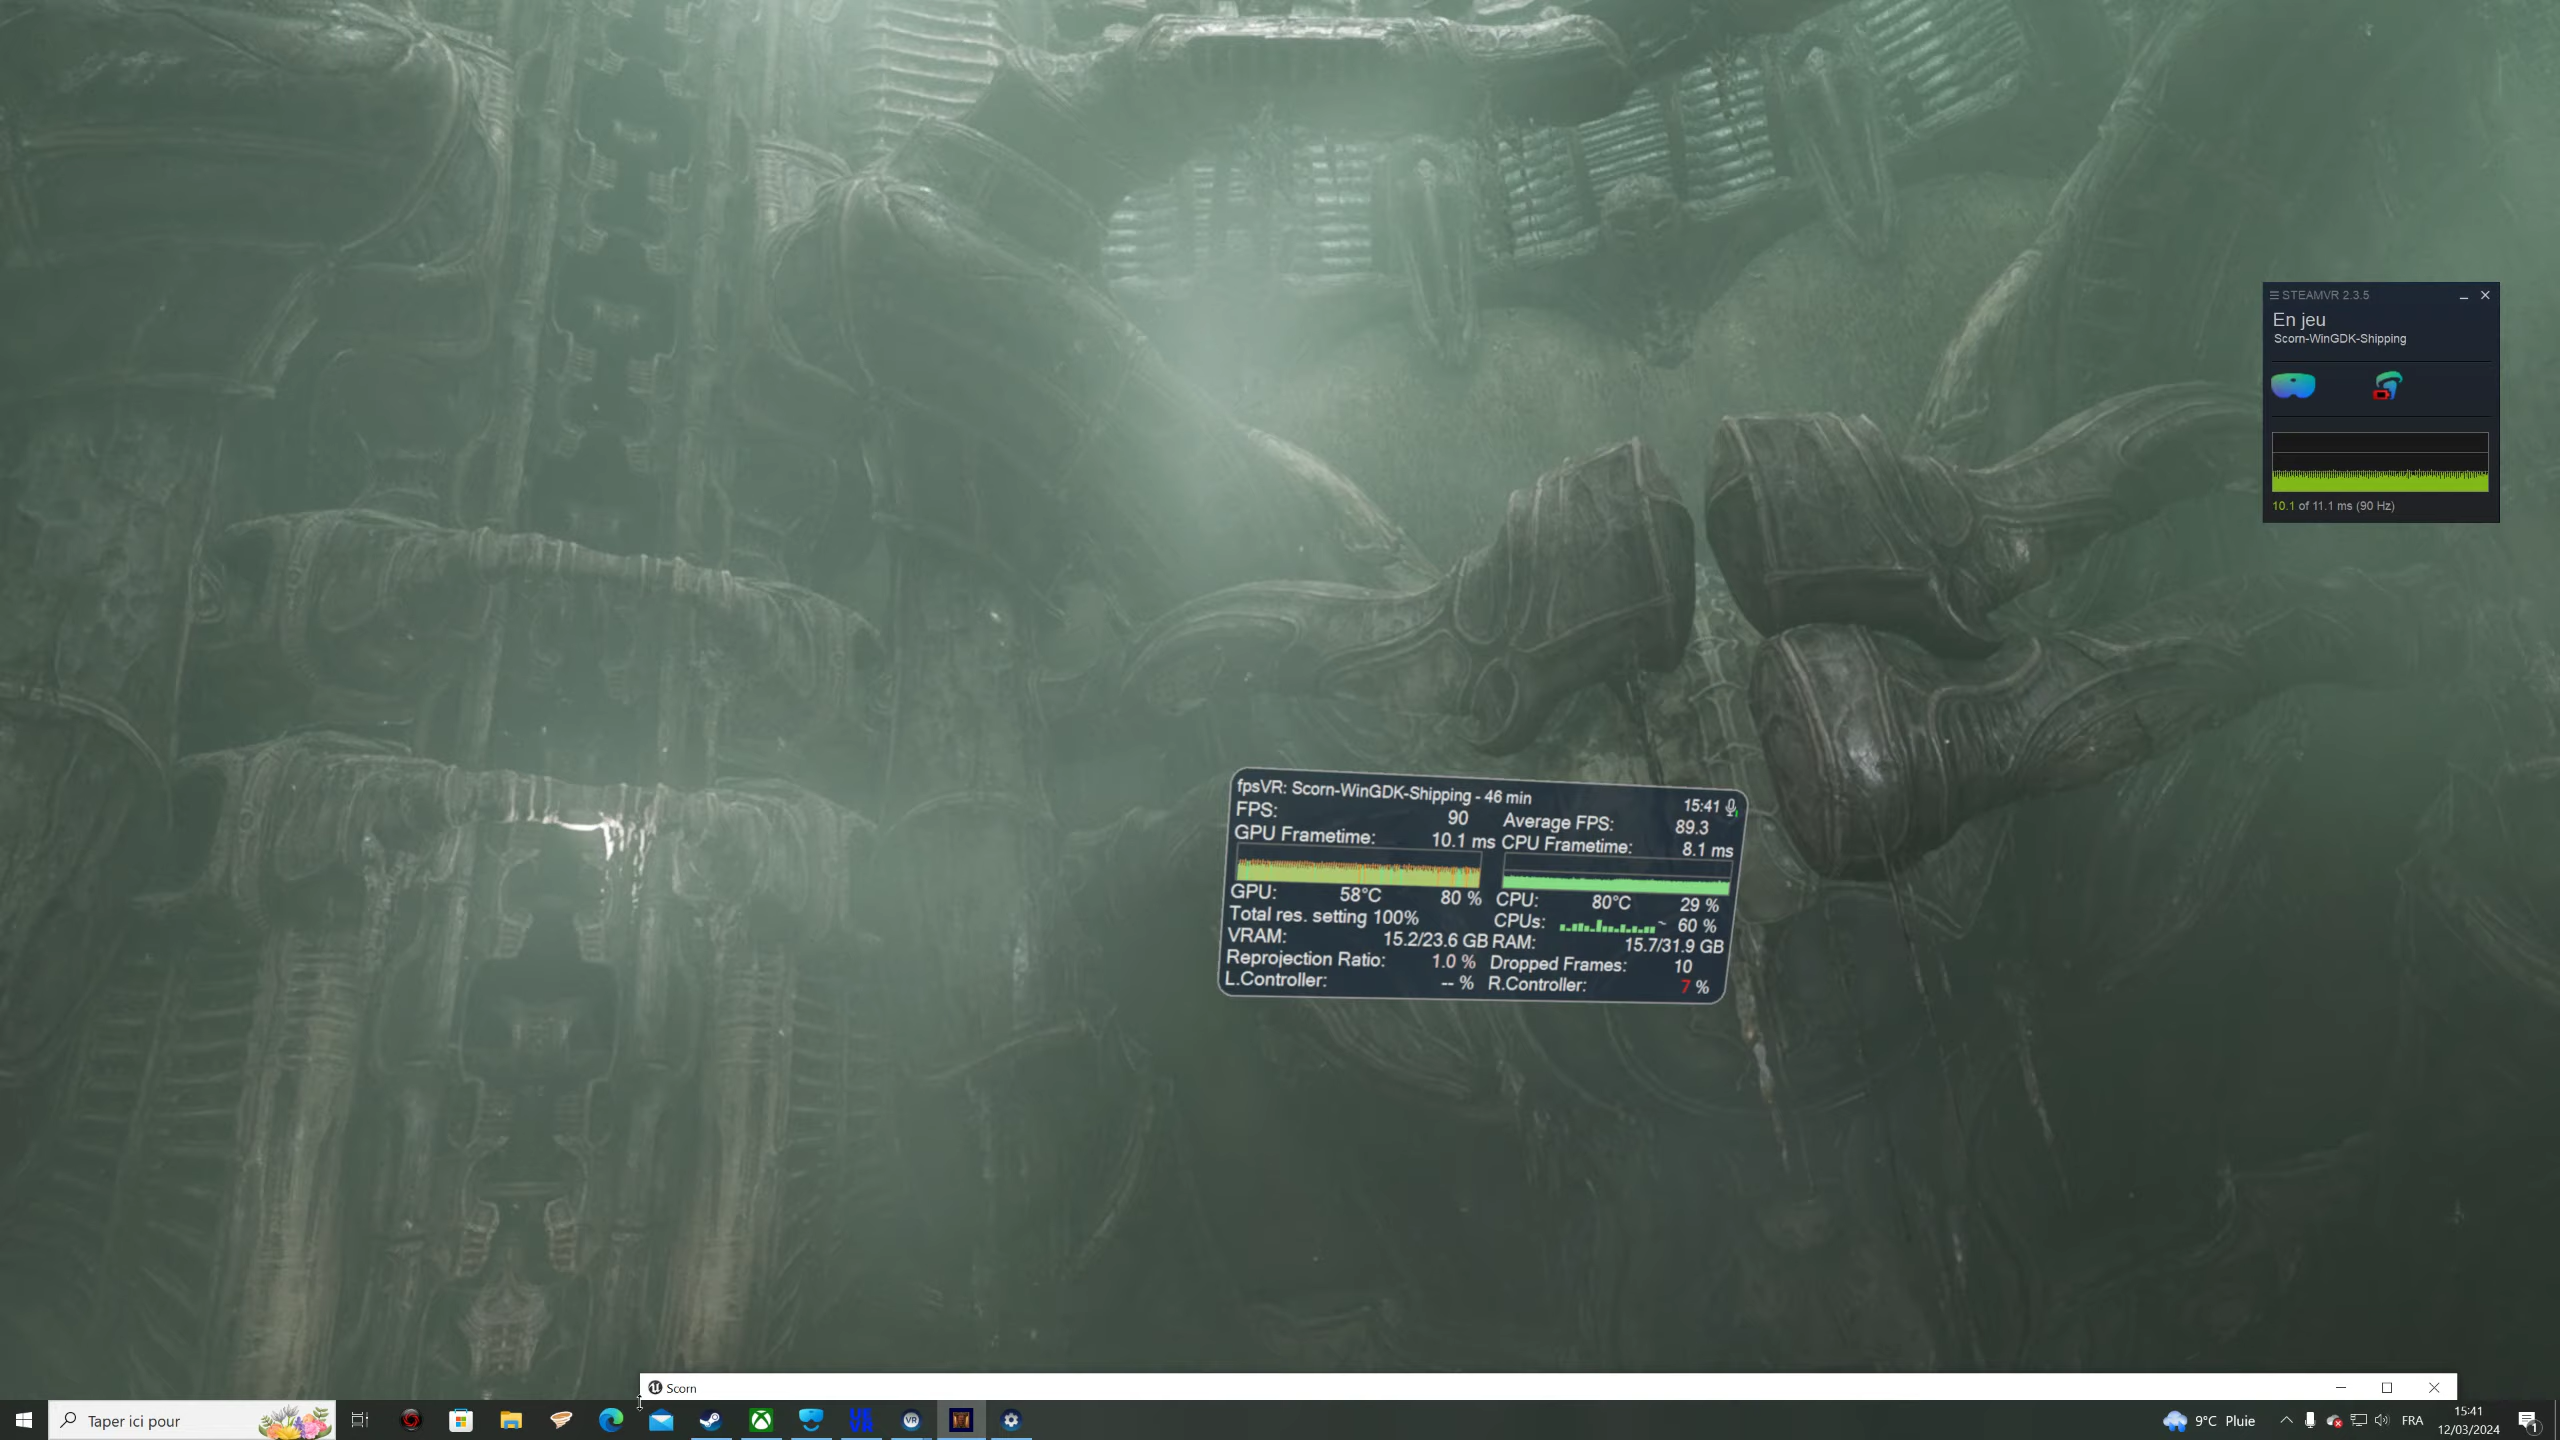 STEAMVR 2.3.5
En jeu
Scorn-WinGDK-Shipping
10.1 of 11.1 ms (90 Hz)
fpsVR: Scorn-WinGDK-Shipping - 46 min 15:41
FPS: 90 Average FPS: 89.3
GPU Frametime: 10.1 ms CPU Frametime: 8.1 ms
GPU: 58°C 80 % CPU: 80°C 29 %
Total res. setting 100% CPUs: ~ 60 %
VRAM: 15.2/23.6 GB RAM: 15.7/31.9 GB
Reprojection Ratio: 1.0 % Dropped Frames: 10
L.Controller: -- % R.Controller: 7 %
Scorn
Taper ici pour
VR
9°C Pluie
FRA
15:41
12/03/2024
1